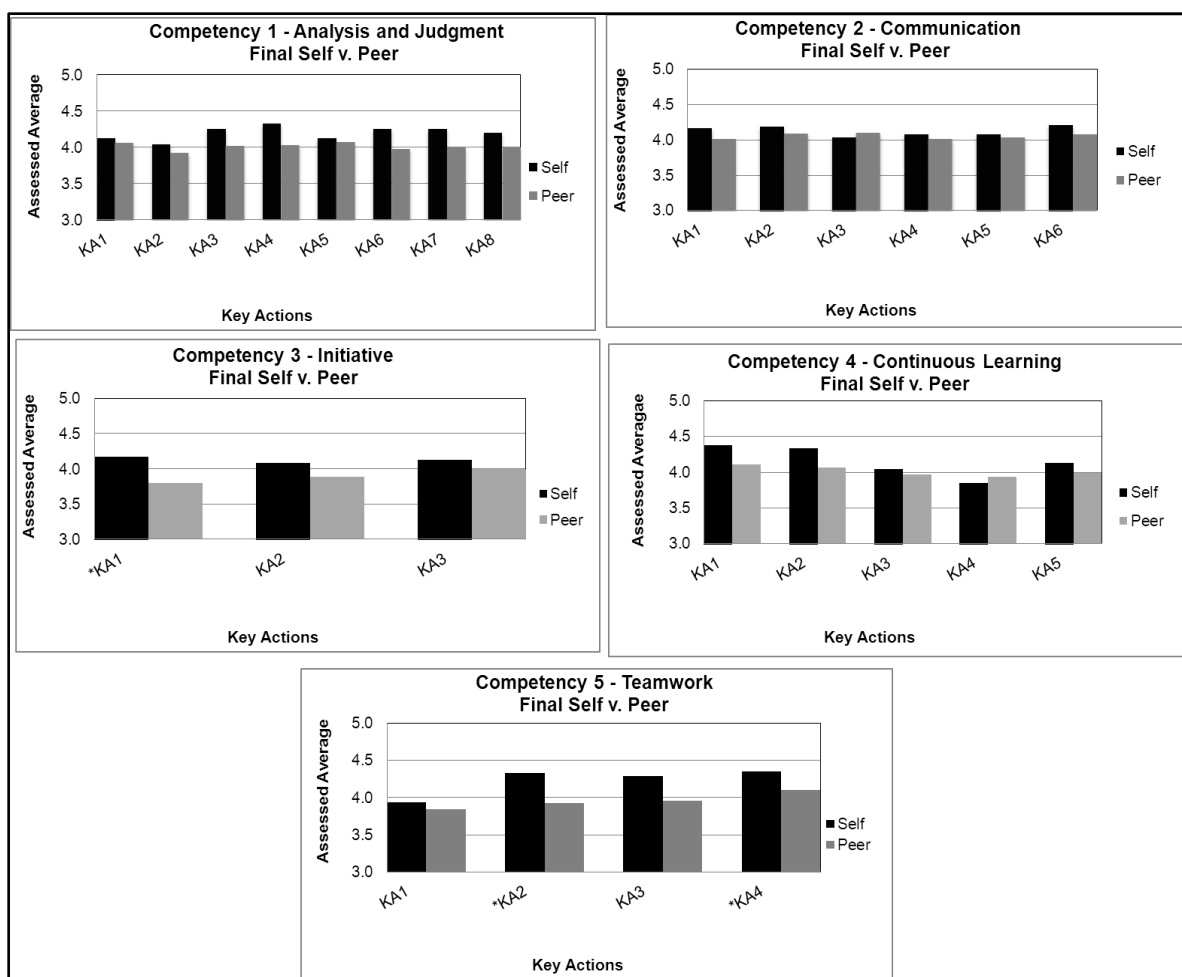 Competency 1 - Analysis and Judgment
Final Self v. Peer
Assessed Average
5.0
4.5
4.0
3.5
3.0
Self
Peer
KA1 KA2 KA3 KA4 KA5 KA6 KA7 KA8
Key Actions
Competency 2 - Communication
Final Self v. Peer
Assessed Average
5.0
4.5
4.0
3.5
3.0
Self
Peer
KA1 KA2 KA3 KA4 KA5 KA6
Key Actions
Competency 3 - Initiative
Final Self v. Peer
Assessed Average
5.0
4.5
4.0
3.5
3.0
Self
Peer
*KA1 KA2 KA3
Key Actions
Competency 4 - Continuous Learning
Final Self v. Peer
Assessed Averagae
5.0
4.5
4.0
3.5
3.0
Self
Peer
KA1 KA2 KA3 KA4 KA5
Key Actions
Competency 5 - Teamwork
Final Self v. Peer
Assessed Average
5.0
4.5
4.0
3.5
3.0
Self
Peer
KA1 *KA2 KA3 *KA4
Key Actions